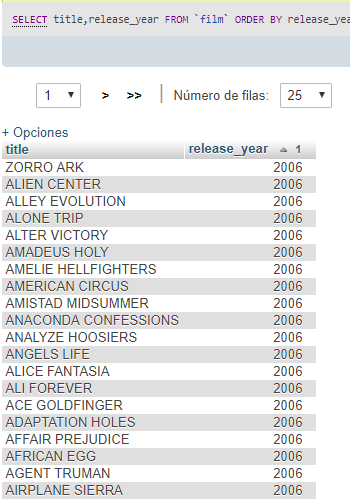 SELECT title,release_year FROM `film` ORDER BY
1 > >> | Número de filas: 25
+ Opciones
title release_year 1
ZORRO ARK 2006
ALIEN CENTER 2006
ALLEY EVOLUTION 2006
ALONE TRIP 2006
ALTER VICTORY 2006
AMADEUS HOLY 2006
AMELIE HELLFIGHTERS 2006
AMERICAN CIRCUS 2006
AMISTAD MIDSUMMER 2006
ANACONDA CONFESSIONS 2006
ANALYZE HOOSIERS 2006
ANGELS LIFE 2006
ALICE FANTASIA 2006
ALI FOREVER 2006
ACE GOLDFINGER 2006
ADAPTATION HOLES 2006
AFFAIR PREJUDICE 2006
AFRICAN EGG 2006
AGENT TRUMAN 2006
AIRPLANE SIERRA 2006